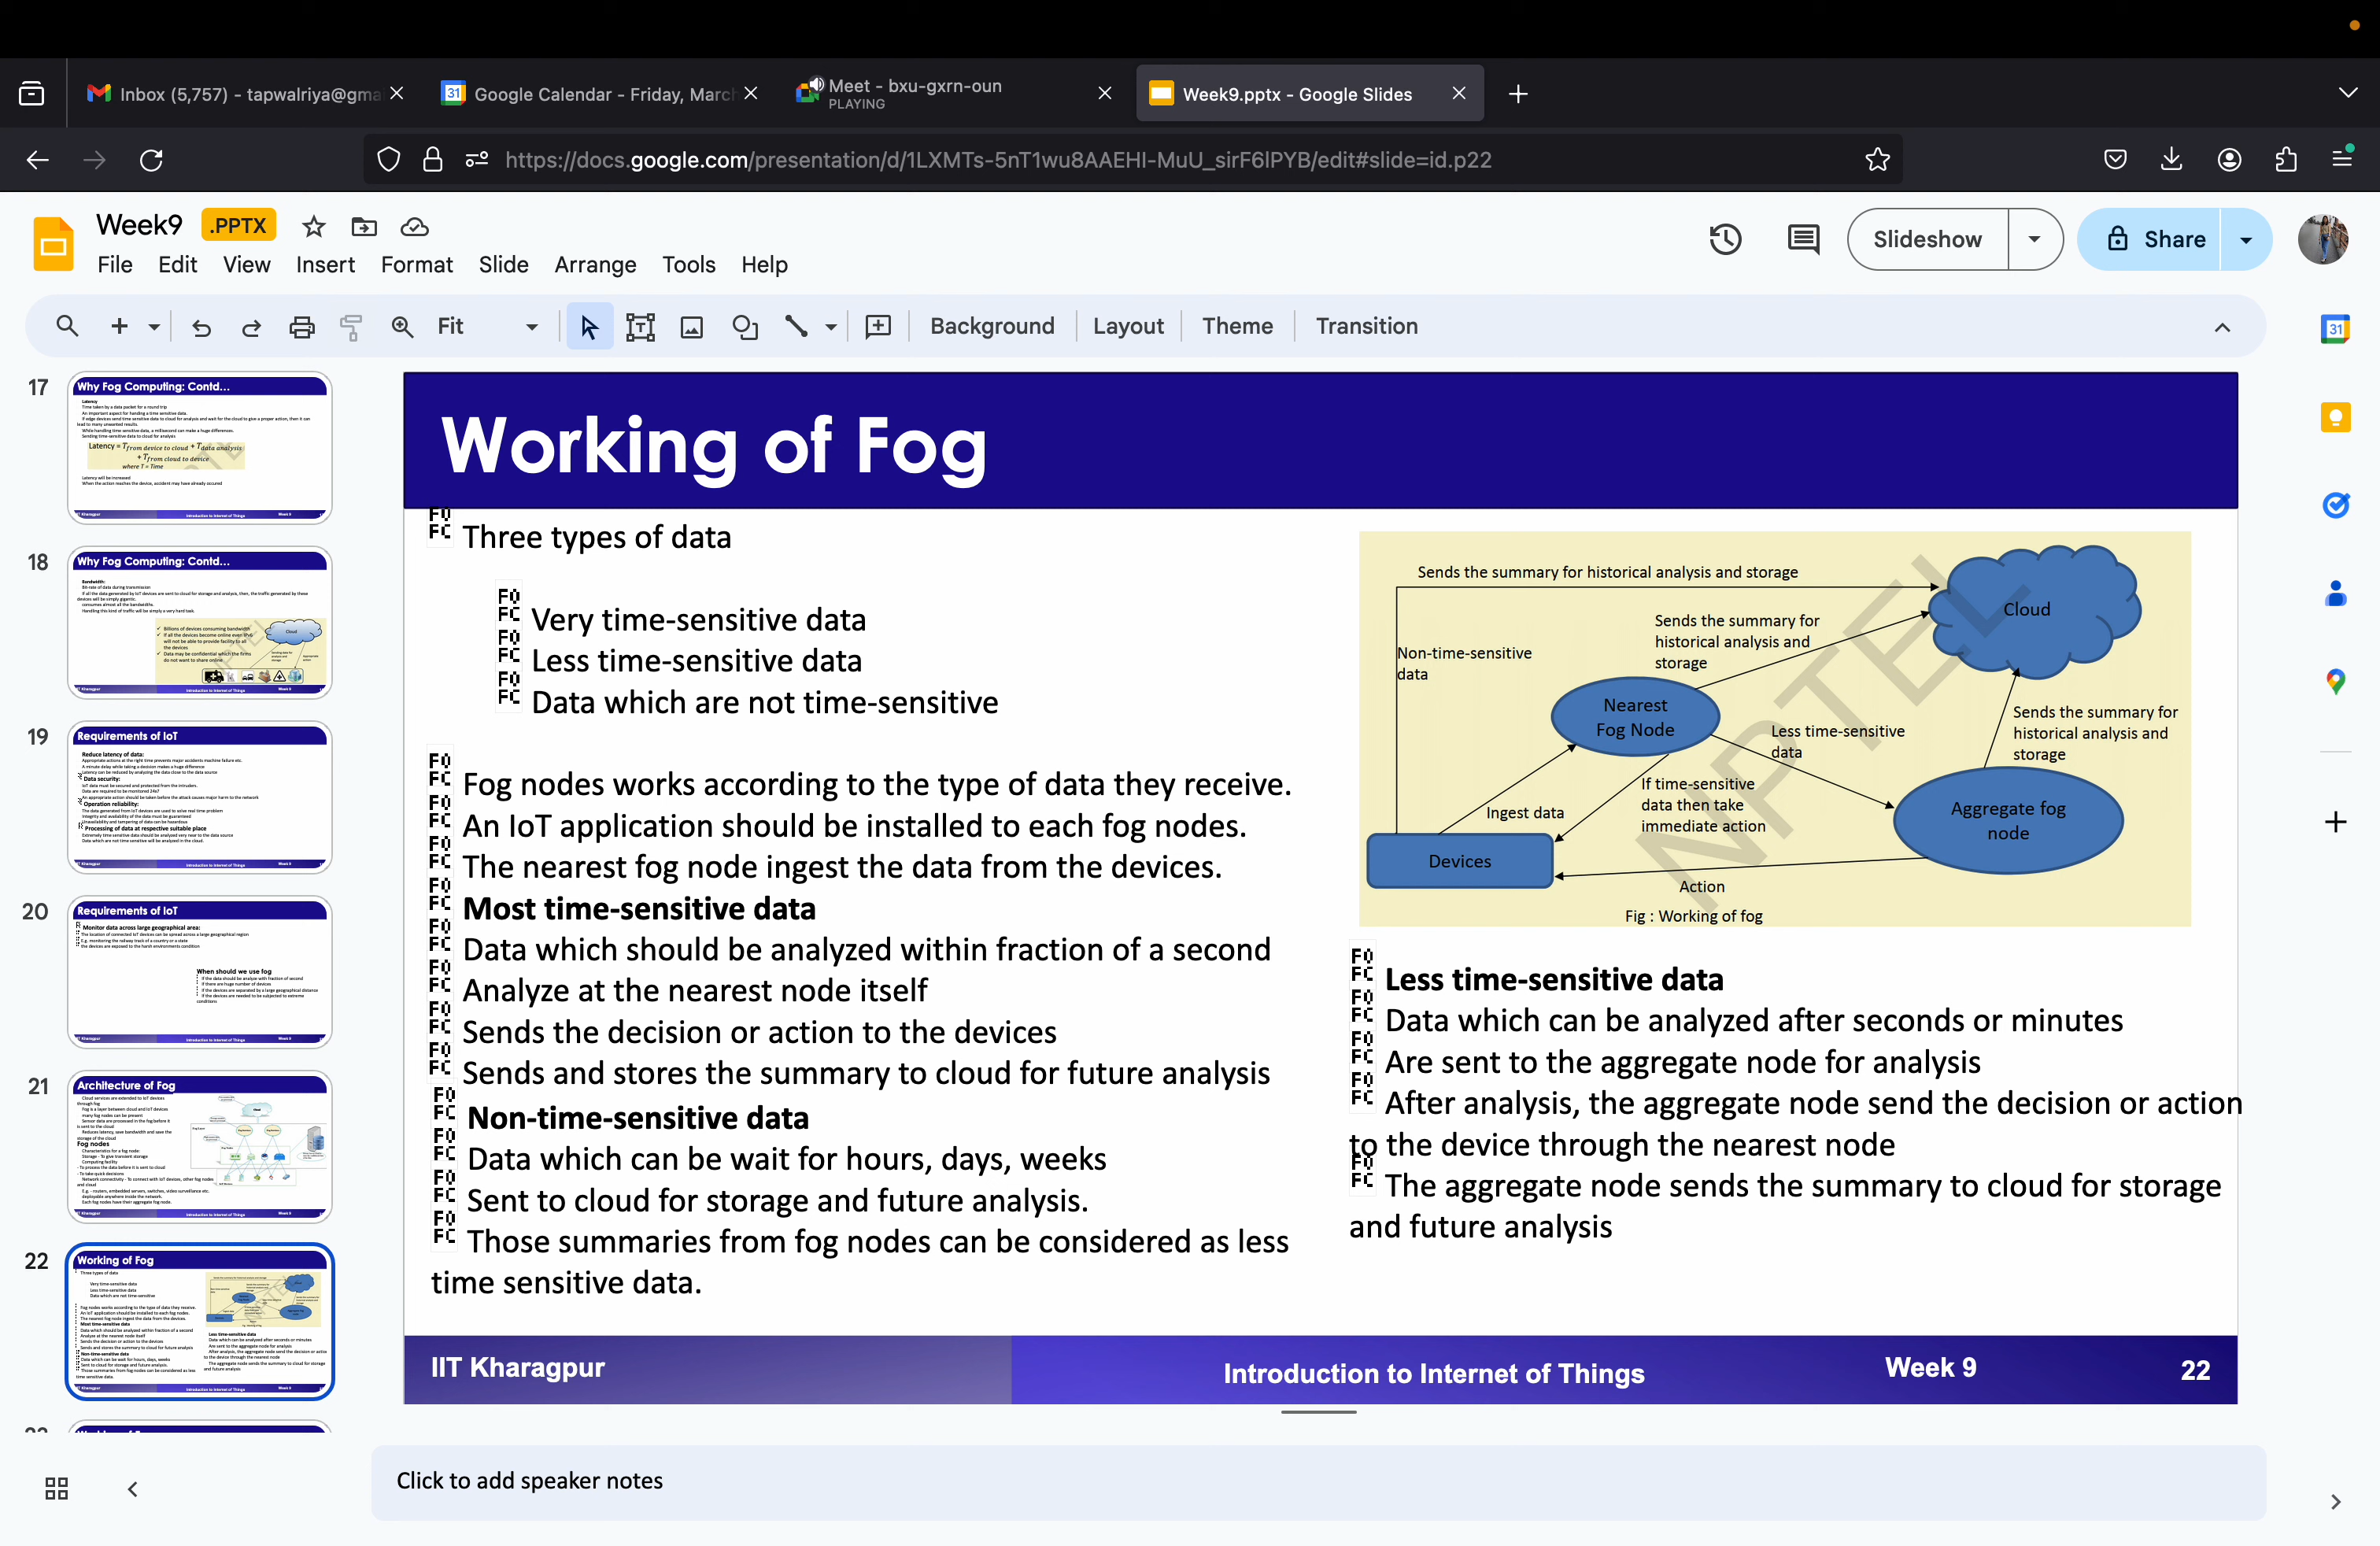 Inbox (5,757) - tapwalriya@gma
Google Calendar - Friday, March
Meet - bxu-gxrn-oun
PLAYING
Week9.pptx - Google Slides
https://docs.google.com/presentation/d/1LXMTs-5nT1wu8AAEHI-MuU_sirF6lPYB/edit#slide=id.p22
Week9
.PPTX
File Edit View Insert Format Slide Arrange Tools Help
Slideshow
Share
Fit
Background
Layout
Theme
Transition
17
Why Fog Computing: Contd...
18
Why Fog Computing: Contd...
19
Requirements of IoT
20
Requirements of IoT
21
Architecture of Fog
22
Working of Fog
Working of Fog
Three types of data
Very time-sensitive data
Less time-sensitive data
Data which are not time-sensitive
Fog nodes works according to the type of data they receive.
An IoT application should be installed to each fog nodes.
The nearest fog node ingest the data from the devices.
Most time-sensitive data
Data which should be analyzed within fraction of a second
Analyze at the nearest node itself
Sends the decision or action to the devices
Sends and stores the summary to cloud for future analysis
Non-time-sensitive data
Data which can be wait for hours, days, weeks
Sent to cloud for storage and future analysis.
Those summaries from fog nodes can be considered as less
time sensitive data.
Sends the summary for historical analysis and storage
Cloud
Sends the summary for
historical analysis and
storage
Non-time-sensitive
data
Nearest
Fog Node
Less time-sensitive
data
Sends the summary for
historical analysis and
storage
If time-sensitive
data then take
immediate action
Ingest data
Aggregate fog
node
Devices
Action
Fig : Working of fog
NPTEL
Less time-sensitive data
Data which can be analyzed after seconds or minutes
Are sent to the aggregate node for analysis
After analysis, the aggregate node send the decision or action
to the device through the nearest node
The aggregate node sends the summary to cloud for storage
and future analysis
IIT Kharagpur
Introduction to Internet of Things
Week 9
22
Click to add speaker notes